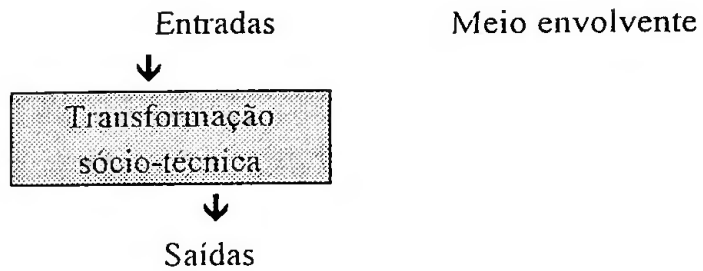 Entradas Meio envolvente
Transformação
sócio-técnica
Saídas